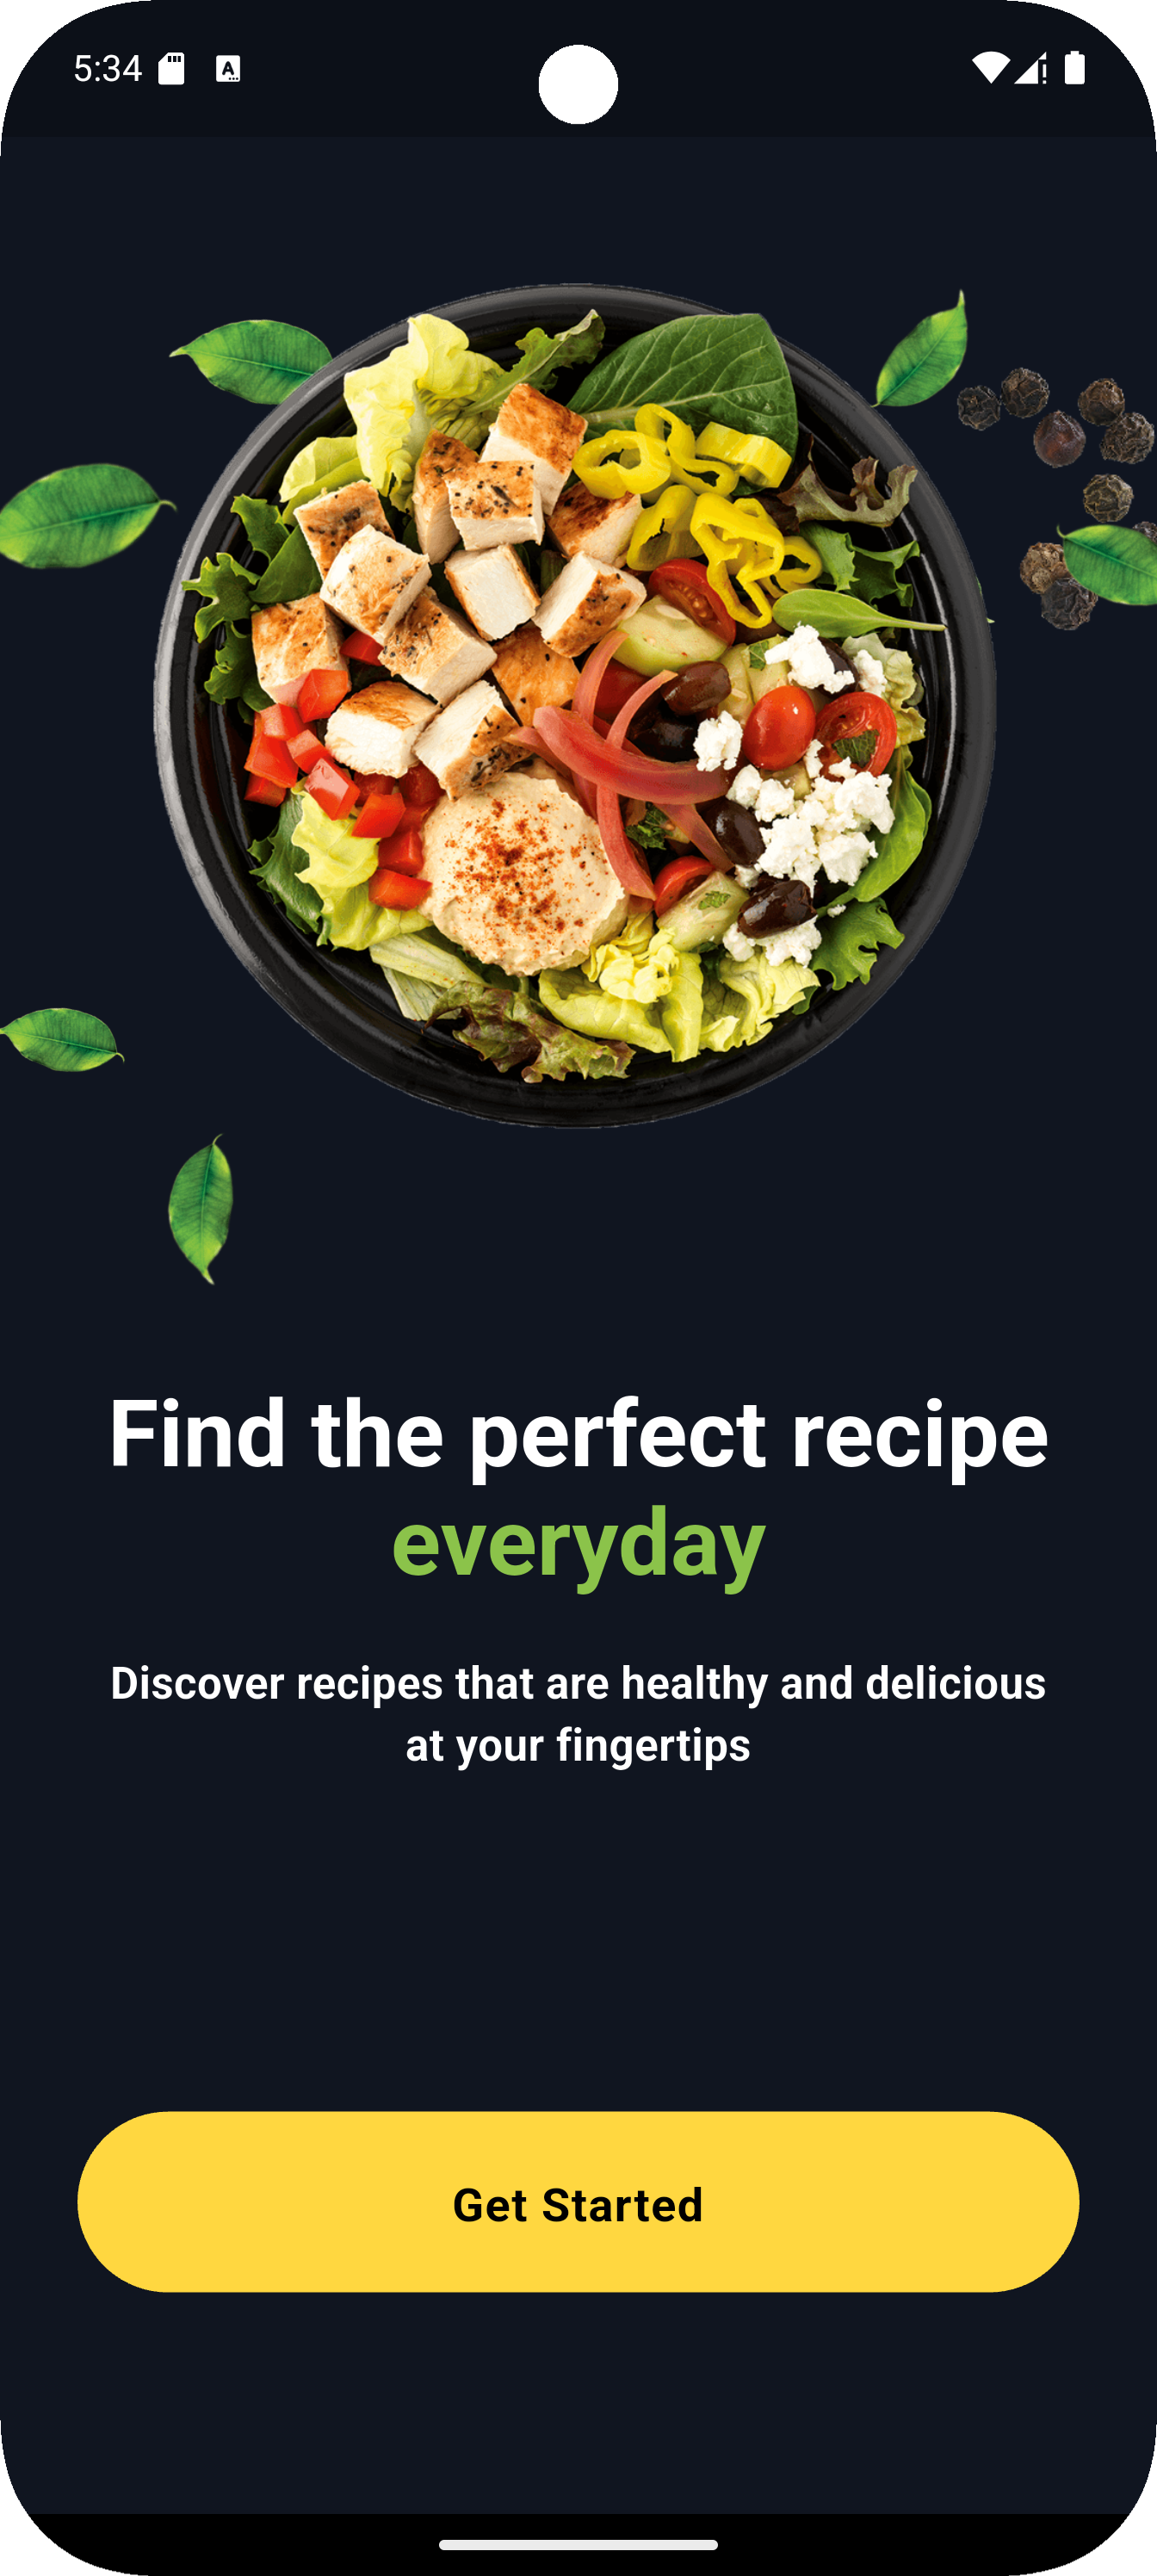 5:34
Find the perfect recipe
everyday
Discover recipes that are healthy and delicious
at your fingertips
Get Started